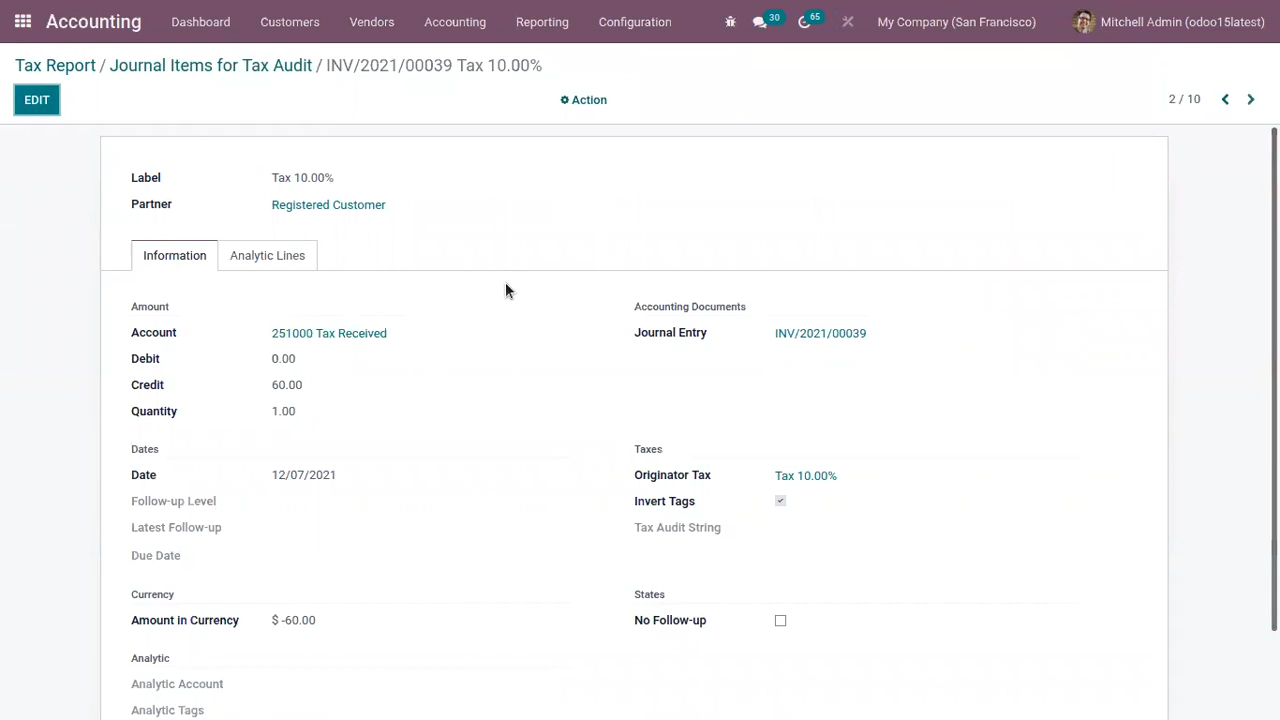 Accounting Dashboard Customers Vendors Accounting Reporting Configuration 30 65 My Company (San Francisco) Mitchell Admin (odoo15latest)
Tax Report / Journal Items for Tax Audit / INV/2021/00039 Tax 10.00%
EDIT Action 2 / 10
Label Tax 10.00%
Partner Registered Customer
Information Analytic Lines
Amount Accounting Documents
Account 251000 Tax Received Journal Entry INV/2021/00039
Debit 0.00
Credit 60.00
Quantity 1.00
Dates Taxes
Date 12/07/2021 Originator Tax Tax 10.00%
Follow-up Level Invert Tags
Latest Follow-up Tax Audit String
Due Date
Currency States
Amount in Currency $ -60.00 No Follow-up
Analytic
Analytic Account
Analytic Tags